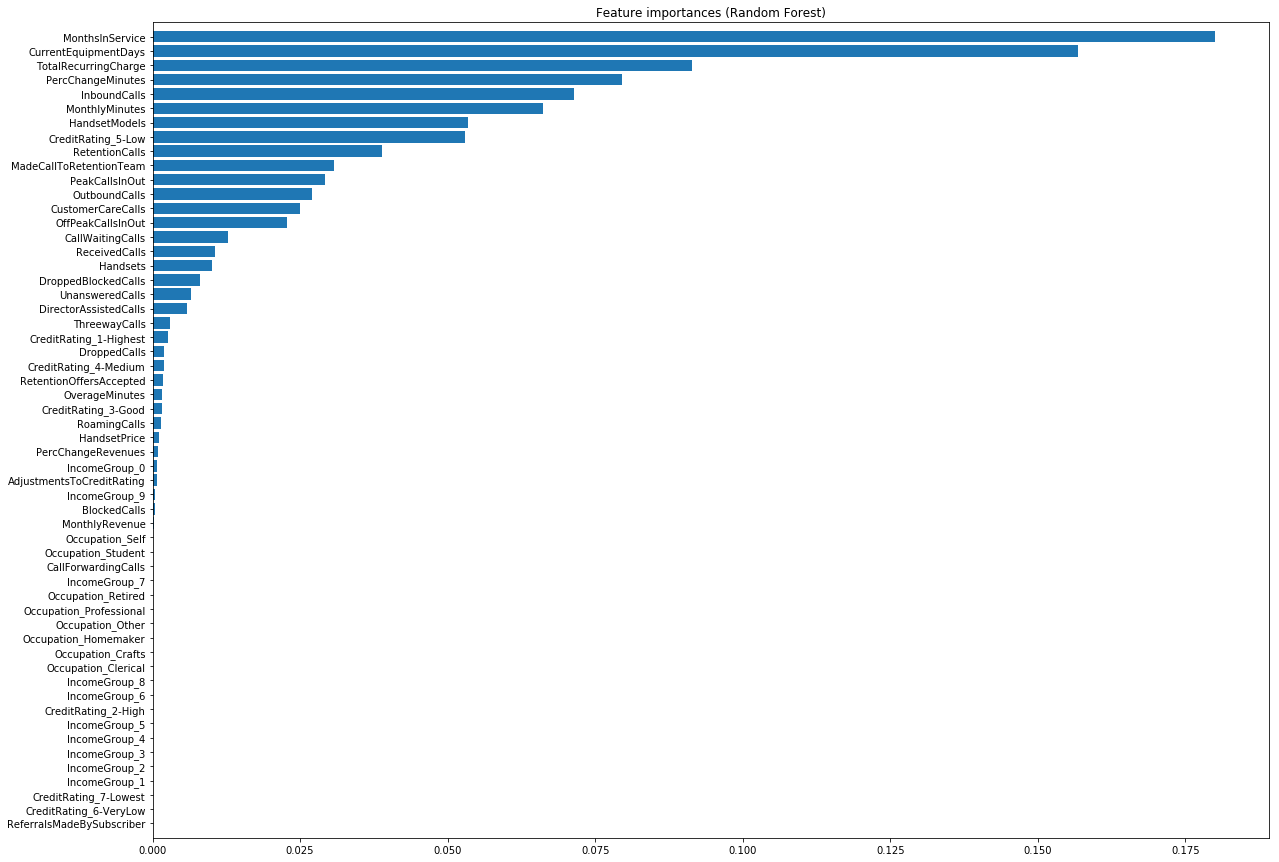 Feature importances (Random Forest)
MonthsInService
CurrentEquipmentDays
TotalRecurringCharge
PercChangeMinutes
InboundCalls
MonthlyMinutes
HandsetModels
CreditRating_5-Low
RetentionCalls
MadeCallToRetentionTeam
PeakCallsInOut
OutboundCalls
CustomerCareCalls
OffPeakCallsInOut
CallWaitingCalls
ReceivedCalls
Handsets
DroppedBlockedCalls
UnansweredCalls
DirectorAssistedCalls
ThreewayCalls
CreditRating_1-Highest
DroppedCalls
CreditRating_4-Medium
RetentionOffersAccepted
OverageMinutes
CreditRating_3-Good
RoamingCalls
HandsetPrice
PercChangeRevenues
IncomeGroup_0
AdjustmentsToCreditRating
IncomeGroup_9
BlockedCalls
MonthlyRevenue
Occupation_Self
Occupation_Student
CallForwardingCalls
IncomeGroup_7
Occupation_Retired
Occupation_Professional
Occupation_Other
Occupation_Homemaker
Occupation_Crafts
Occupation_Clerical
IncomeGroup_8
IncomeGroup_6
CreditRating_2-High
IncomeGroup_5
IncomeGroup_4
IncomeGroup_3
IncomeGroup_2
IncomeGroup_1
CreditRating_7-Lowest
CreditRating_6-VeryLow
ReferralsMadeBySubscriber
0.000 0.025 0.050 0.075 0.100 0.125 0.150 0.175